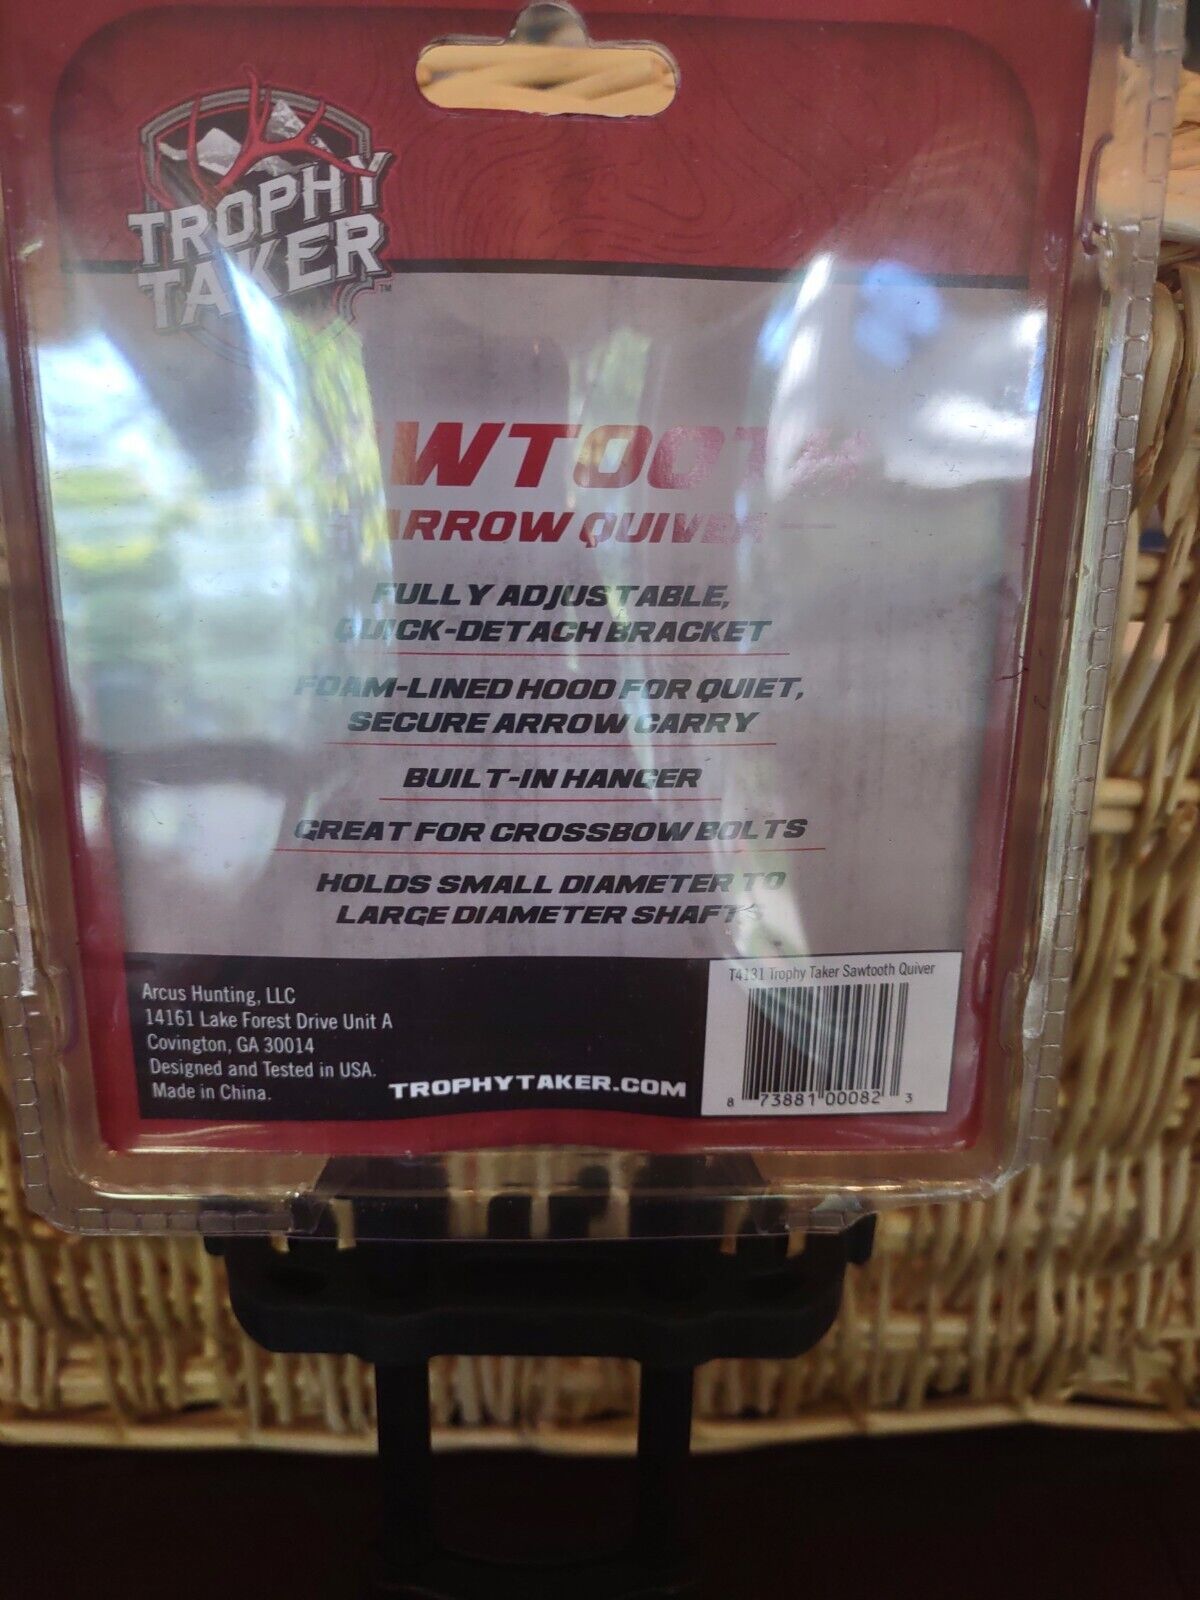 TROPHY
TAKER
™
WTOOTH
ARROW QUIVER
FULLY ADJUSTABLE,
QUICK-DETACH BRACKET
FOAM-LINED HOOD FOR QUIET,
SECURE ARROW CARRY
BUILT-IN HANGER
GREAT FOR CROSSBOW BOLTS
HOLDS SMALL DIAMETER TO
LARGE DIAMETER SHAFTS
Arcus Hunting, LLC
14161 Lake Forest Drive Unit A
Covington, GA 30014
Designed and Tested in USA.
Made in China.
TROPHYTAKER.COM
T4131 Trophy Taker Sawtooth Quiver
8 73881 00082 3